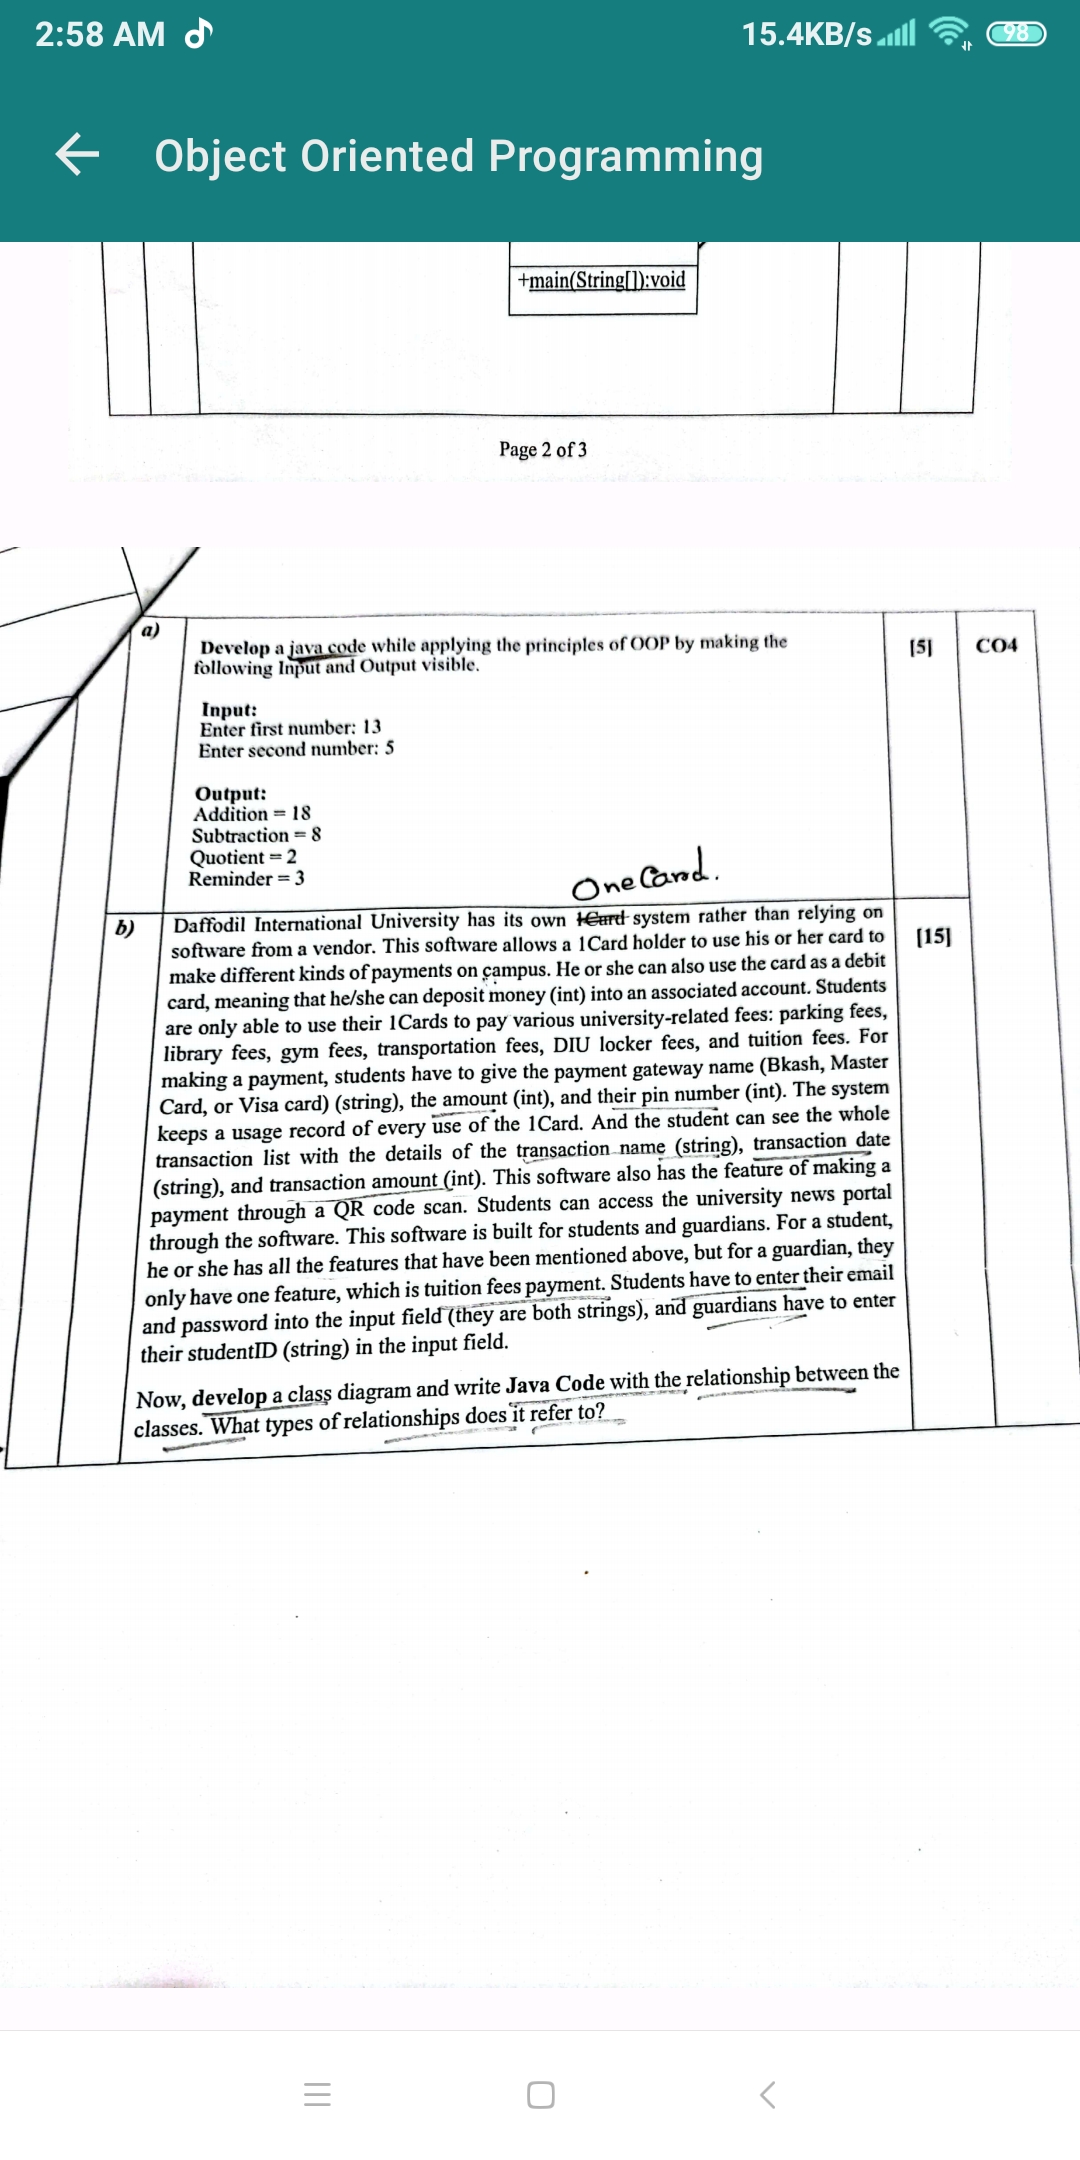 2:58 AM
15.4KB/s
98
Object Oriented Programming
+main(String[]):void
Page 2 of 3
a)
Develop a java code while applying the principles of OOP by making the
following Input and Output visible.
[5]
CO4
Input:
Enter first number: 13
Enter second number: 5
Output:
Addition = 18
Subtraction = 8
Quotient = 2
Reminder = 3
One Card.
b)
Daffodil International University has its own 1Card system rather than relying on
software from a vendor. This software allows a 1Card holder to use his or her card to
[15]
make different kinds of payments on campus. He or she can also use the card as a debit
card, meaning that he/she can deposit money (int) into an associated account. Students
are only able to use their 1Cards to pay various university-related fees: parking fees,
library fees, gym fees, transportation fees, DIU locker fees, and tuition fees. For
making a payment, students have to give the payment gateway name (Bkash, Master
Card, or Visa card) (string), the amount (int), and their pin number (int). The system
keeps a usage record of every use of the 1Card. And the student can see the whole
transaction list with the details of the transaction name (string), transaction date
(string), and transaction amount (int). This software also has the feature of making a
payment through a QR code scan. Students can access the university news portal
through the software. This software is built for students and guardians. For a student,
he or she has all the features that have been mentioned above, but for a guardian, they
only have one feature, which is tuition fees payment. Students have to enter their email
and password into the input field (they are both strings), and guardians have to enter
their studentID (string) in the input field.
Now, develop a class diagram and write Java Code with the relationship between the
classes. What types of relationships does it refer to?